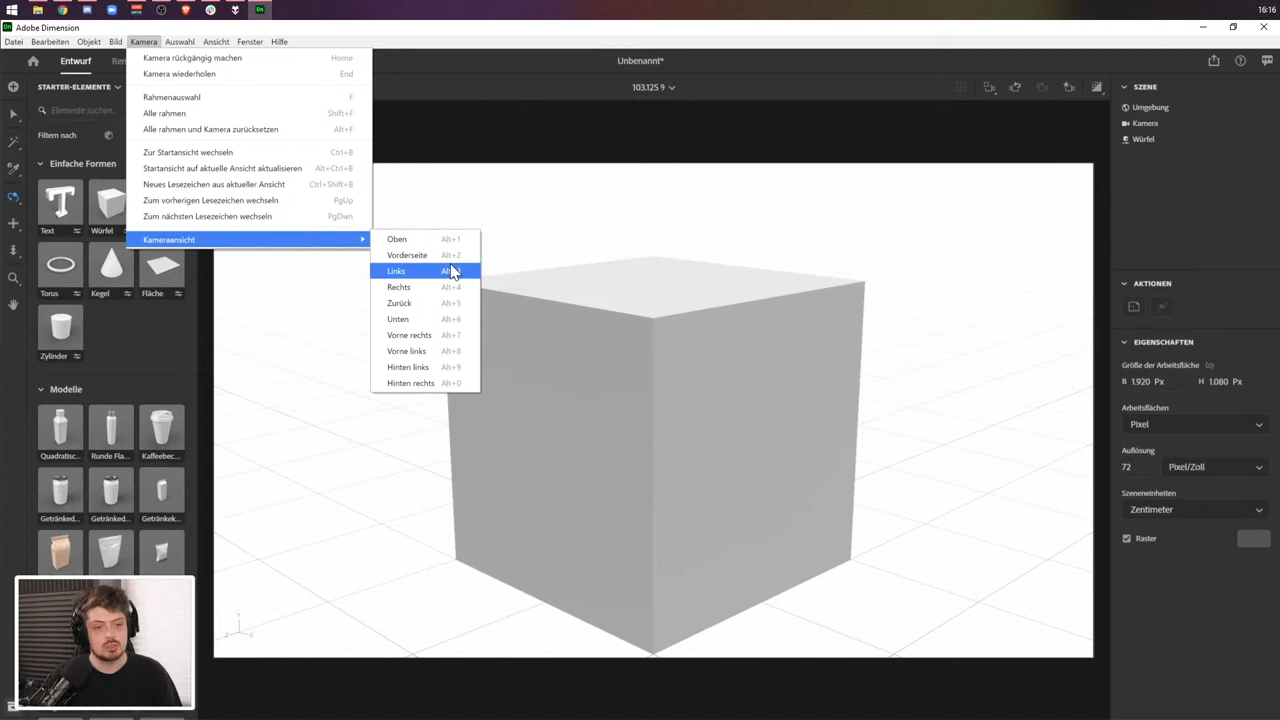 16:16
Dn Adobe Dimension
Datei Bearbeiten Objekt Bild Kamera Auswahl Ansicht Fenster Hilfe
Entwurf
Unbenannt*
STARTER-ELEMENTE
103.125 9
Elemente suchen...
Filtern nach
Einfache Formen
Text
Würfel
Torus
Kegel
Fläche
Zylinder
Modelle
Quadratisc...
Runde Fla...
Kaffeebec...
Getränked...
Getränked...
Getränkek...
Kamera rückgängig machen Home
Kamera wiederholen End
Rahmenauswahl F
Alle rahmen Shift+F
Alle rahmen und Kamera zurücksetzen Alt+F
Zur Startansicht wechseln Ctrl+B
Startansicht auf aktuelle Ansicht aktualisieren Alt+Ctrl+B
Neues Lesezeichen aus aktueller Ansicht Ctrl+Shift+B
Zum vorherigen Lesezeichen wechseln PgUp
Zum nächsten Lesezeichen wechseln PgDwn
Kameraansicht
Oben Alt+1
Vorderseite Alt+2
Links
Rechts Alt+4
Zurück Alt+5
Unten Alt+6
Vorne rechts Alt+7
Vorne links Alt+8
Hinten links Alt+9
Hinten rechts Alt+0
SZENE
Umgebung
Kamera
Würfel
AKTIONEN
EIGENSCHAFTEN
Größe der Arbeitsfläche
B 1.920 Px H 1.080 Px
Arbeitsflächen
Pixel
Auflösung
72 Pixel/Zoll
Szeneneinheiten
Zentimeter
Raster